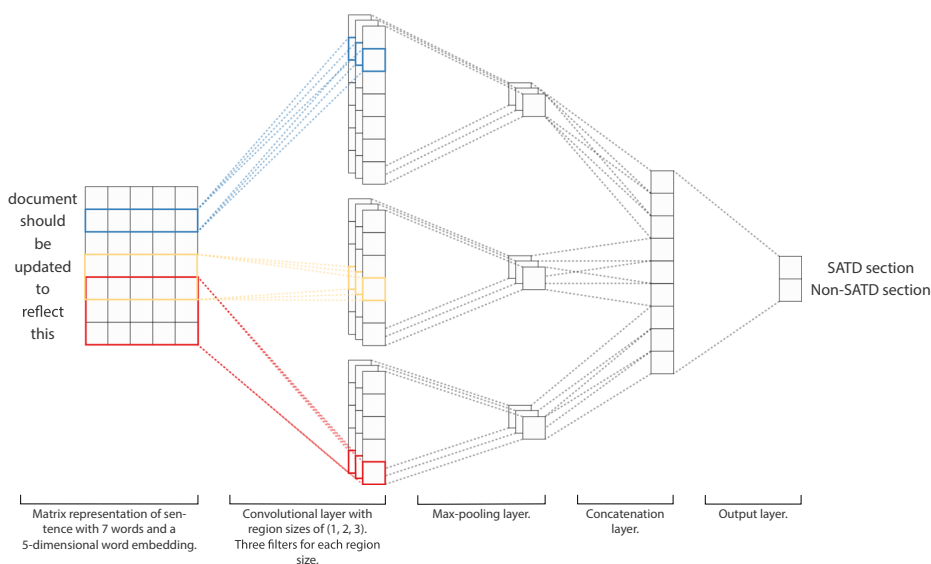 document
should
be
updated
to
reflect
this
SATD section
Non-SATD section
Matrix representation of sen-
tence with 7 words and a
5-dimensional word embedding.
Convolutional layer with
region sizes of (1, 2, 3).
Three filters for each region
size.
Max-pooling layer.
Concatenation
layer.
Output layer.